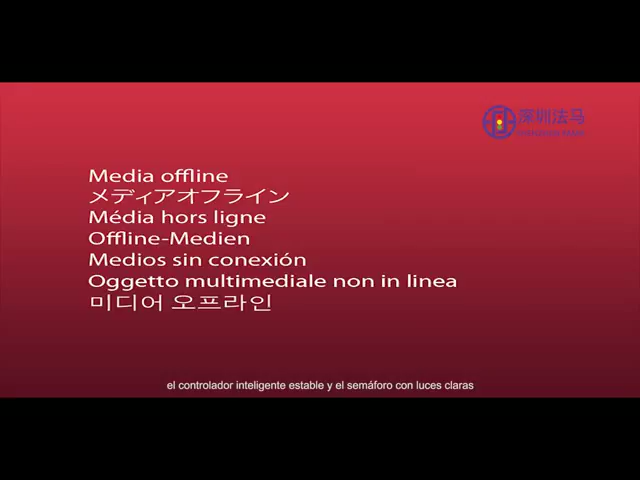 深圳法马
Media offline
メディアオフライン
Média hors ligne
Offline-Medien
Medios sin conexión
Oggetto multimediale non in linea
미디어 오프라인
el controlador inteligente estable y el semáforo con luces claras